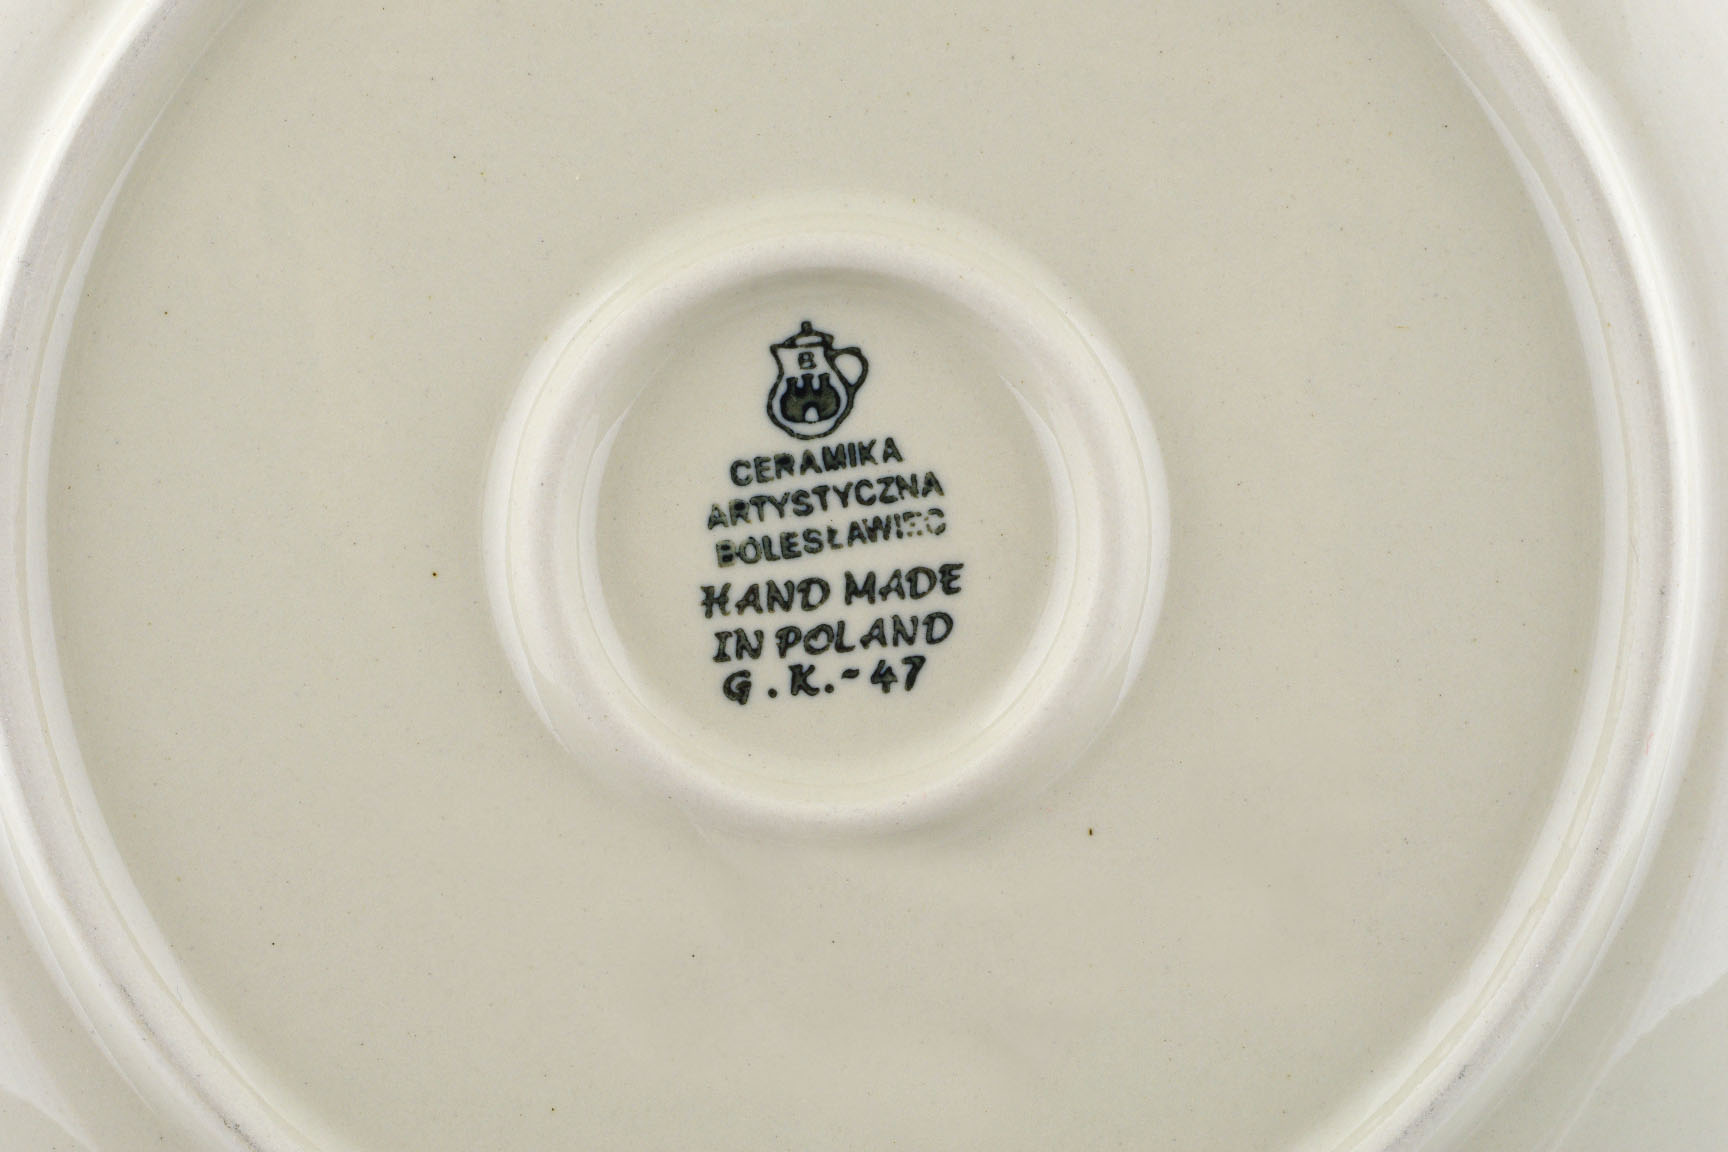 B
CERAMIKA
ARTYSTYCZNA
BOLESŁAWIEC
HAND MADE
IN POLAND
G.K.-47